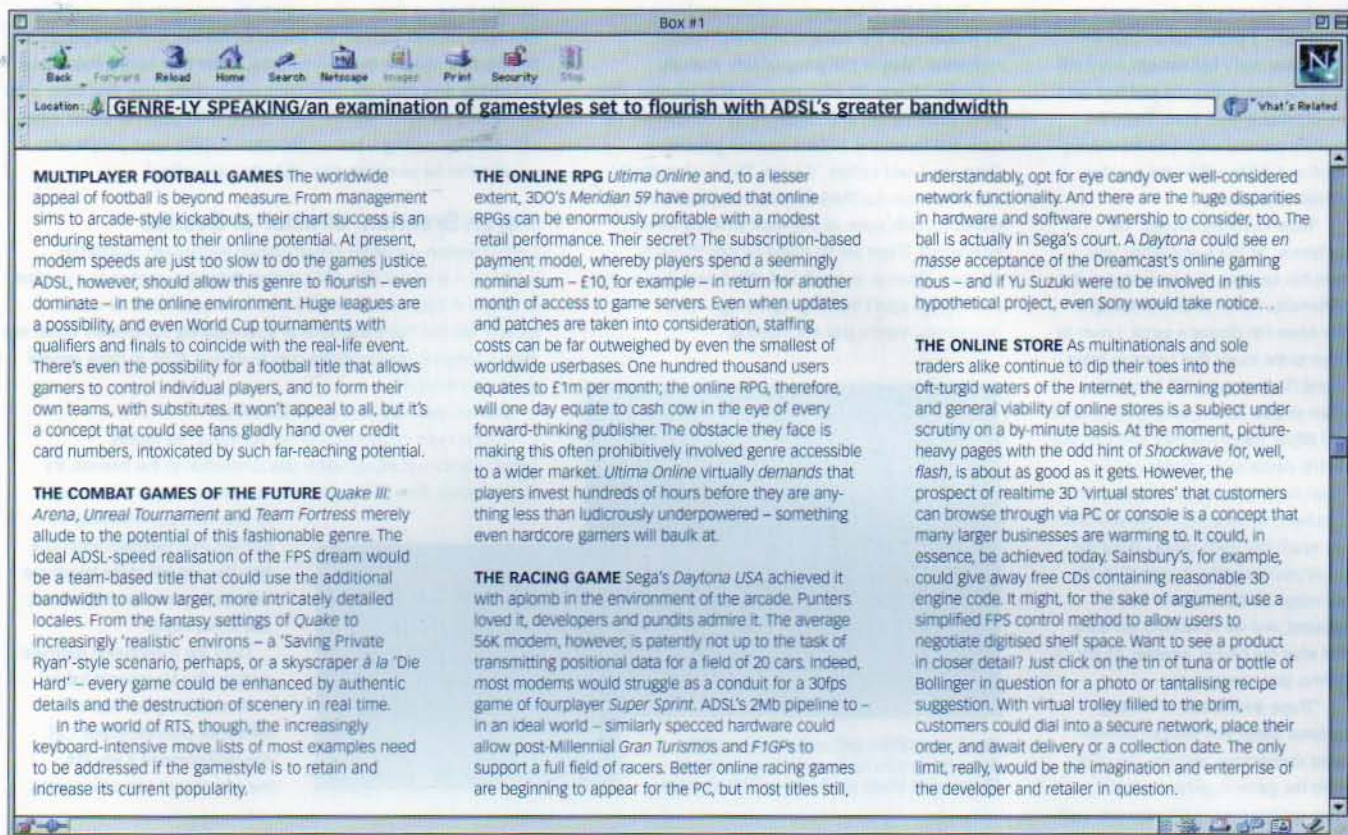 Box #1
Back Forward Reload Home Search Netscape Images Print Security Stop
N
Location: GENRE-LY SPEAKING/an examination of gamestyles set to flourish with ADSL's greater bandwidth
What's Related
MULTIPLAYER FOOTBALL GAMES The worldwide
appeal of football is beyond measure. From management
sims to arcade-style kickabouts, their chart success is an
enduring testament to their online potential. At present,
modem speeds are just too slow to do the games justice.
ADSL, however, should allow this genre to flourish – even
dominate – in the online environment. Huge leagues are
a possibility, and even World Cup tournaments with
qualifiers and finals to coincide with the real-life event.
There's even the possibility for a football title that allows
gamers to control individual players, and to form their
own teams, with substitutes. It won't appeal to all, but it's
a concept that could see fans gladly hand over credit
card numbers, intoxicated by such far-reaching potential.
THE COMBAT GAMES OF THE FUTURE Quake III:
Arena, Unreal Tournament and Team Fortress merely
allude to the potential of this fashionable genre. The
ideal ADSL-speed realisation of the FPS dream would
be a team-based title that could use the additional
bandwidth to allow larger, more intricately detailed
locales. From the fantasy settings of Quake to
increasingly 'realistic' environs – a 'Saving Private
Ryan'-style scenario, perhaps, or a skyscraper à la 'Die
Hard' – every game could be enhanced by authentic
details and the destruction of scenery in real time.
In the world of RTS, though, the increasingly
keyboard-intensive move lists of most examples need
to be addressed if the gamestyle is to retain and
increase its current popularity.
THE ONLINE RPG Ultima Online and, to a lesser
extent, 3DO's Meridian 59 have proved that online
RPGs can be enormously profitable with a modest
retail performance. Their secret? The subscription-based
payment model, whereby players spend a seemingly
nominal sum – £10, for example – in return for another
month of access to game servers. Even when updates
and patches are taken into consideration, staffing
costs can be far outweighed by even the smallest of
worldwide userbases. One hundred thousand users
equates to £1m per month; the online RPG, therefore,
will one day equate to cash cow in the eye of every
forward-thinking publisher. The obstacle they face is
making this often prohibitively involved genre accessible
to a wider market. Ultima Online virtually demands that
players invest hundreds of hours before they are any-
thing less than ludicrously underpowered – something
even hardcore gamers will baulk at.
THE RACING GAME Sega's Daytona USA achieved it
with aplomb in the environment of the arcade. Punters
loved it, developers and pundits admire it. The average
56K modem, however, is patently not up to the task of
transmitting positional data for a field of 20 cars. Indeed,
most modems would struggle as a conduit for a 30fps
game of fourplayer Super Sprint. ADSL's 2Mb pipeline to –
in an ideal world – similarly specced hardware could
allow post-Millennial Gran Turismos and F1GPs to
support a full field of racers. Better online racing games
are beginning to appear for the PC, but most titles still,
understandably, opt for eye candy over well-considered
network functionality. And there are the huge disparities
in hardware and software ownership to consider, too. The
ball is actually in Sega's court. A Daytona could see en
masse acceptance of the Dreamcast's online gaming
nous – and if Yu Suzuki were to be involved in this
hypothetical project, even Sony would take notice…
THE ONLINE STORE As multinationals and sole
traders alike continue to dip their toes into the
oft-turgid waters of the Internet, the earning potential
and general viability of online stores is a subject under
scrutiny on a by-minute basis. At the moment, picture-
heavy pages with the odd hint of Shockwave for, well,
flash, is about as good as it gets. However, the
prospect of realtime 3D 'virtual stores' that customers
can browse through via PC or console is a concept that
many larger businesses are warming to. It could, in
essence, be achieved today. Sainsbury's, for example,
could give away free CDs containing reasonable 3D
engine code. It might, for the sake of argument, use a
simplified FPS control method to allow users to
negotiate digitised shelf space. Want to see a product
in closer detail? Just click on the tin of tuna or bottle of
Bollinger in question for a photo or tantalising recipe
suggestion. With virtual trolley filled to the brim,
customers could dial into a secure network, place their
order, and await delivery or a collection date. The only
limit, really, would be the imagination and enterprise of
the developer and retailer in question.